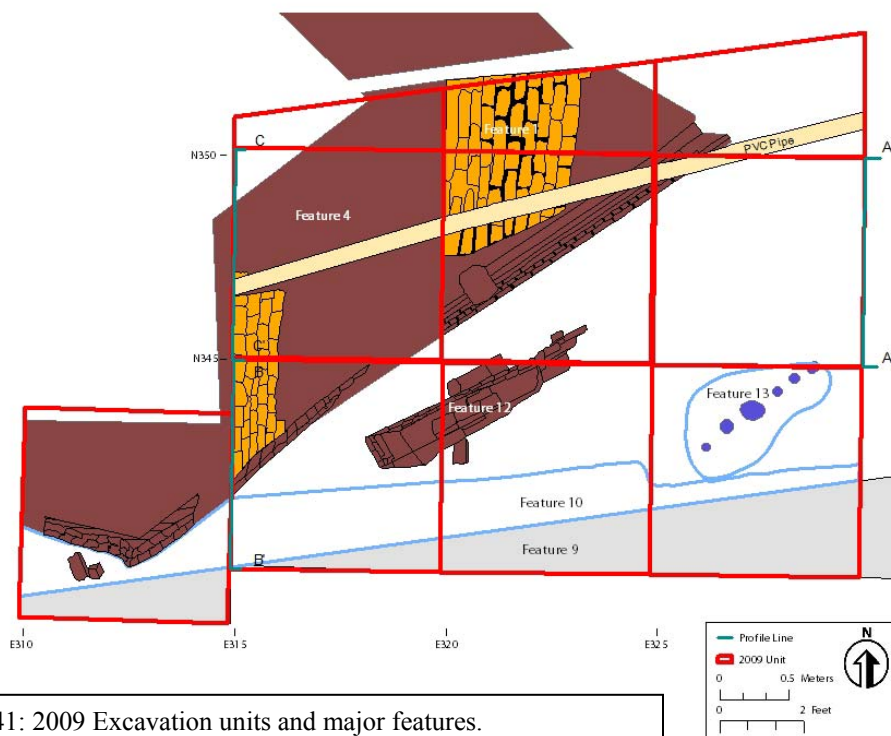 Feature 1
C
N350
PVC Pipe
A
Feature 4
C'
N345
B
A
Feature 13
Feature 12
Feature 10
Feature 9
B'
E310
E315
E320
E325
Profile Line
2009 Unit
0 0.5 Meters
0 2 Feet
N
41: 2009 Excavation units and major features.